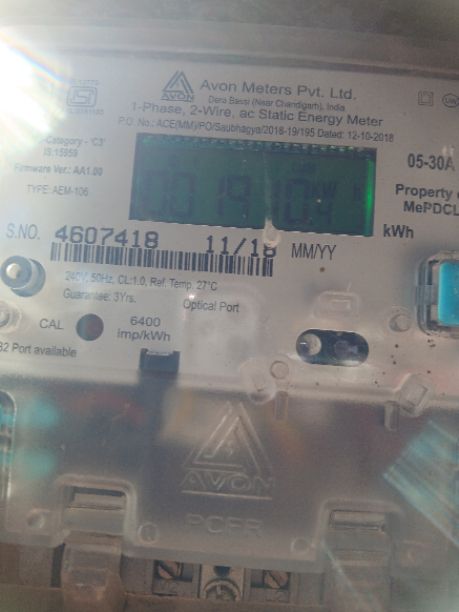 AVON
Avon Meters Pvt. Ltd.
Dera Bassi (Near Chandigarh), India
1-Phase, 2-Wire, ac Static Energy Meter
P.O. No.: ACE(MM)/PO/Saubhagya/2018-19/195 Dated: 12-10-2018
Category - 'C3'
IS:15959
Firmware Ver.: AA1.00
TYPE: AEM-106
05-30A
Property
MePDCL
kWh
S.NO. 4607418 11/18 MM/YY
240V, 50Hz, CL:1.0, Ref. Temp. 27°C
Guarantee: 3Yrs.
Optical Port
CAL
6400
imp/kWh
Port available
AVON